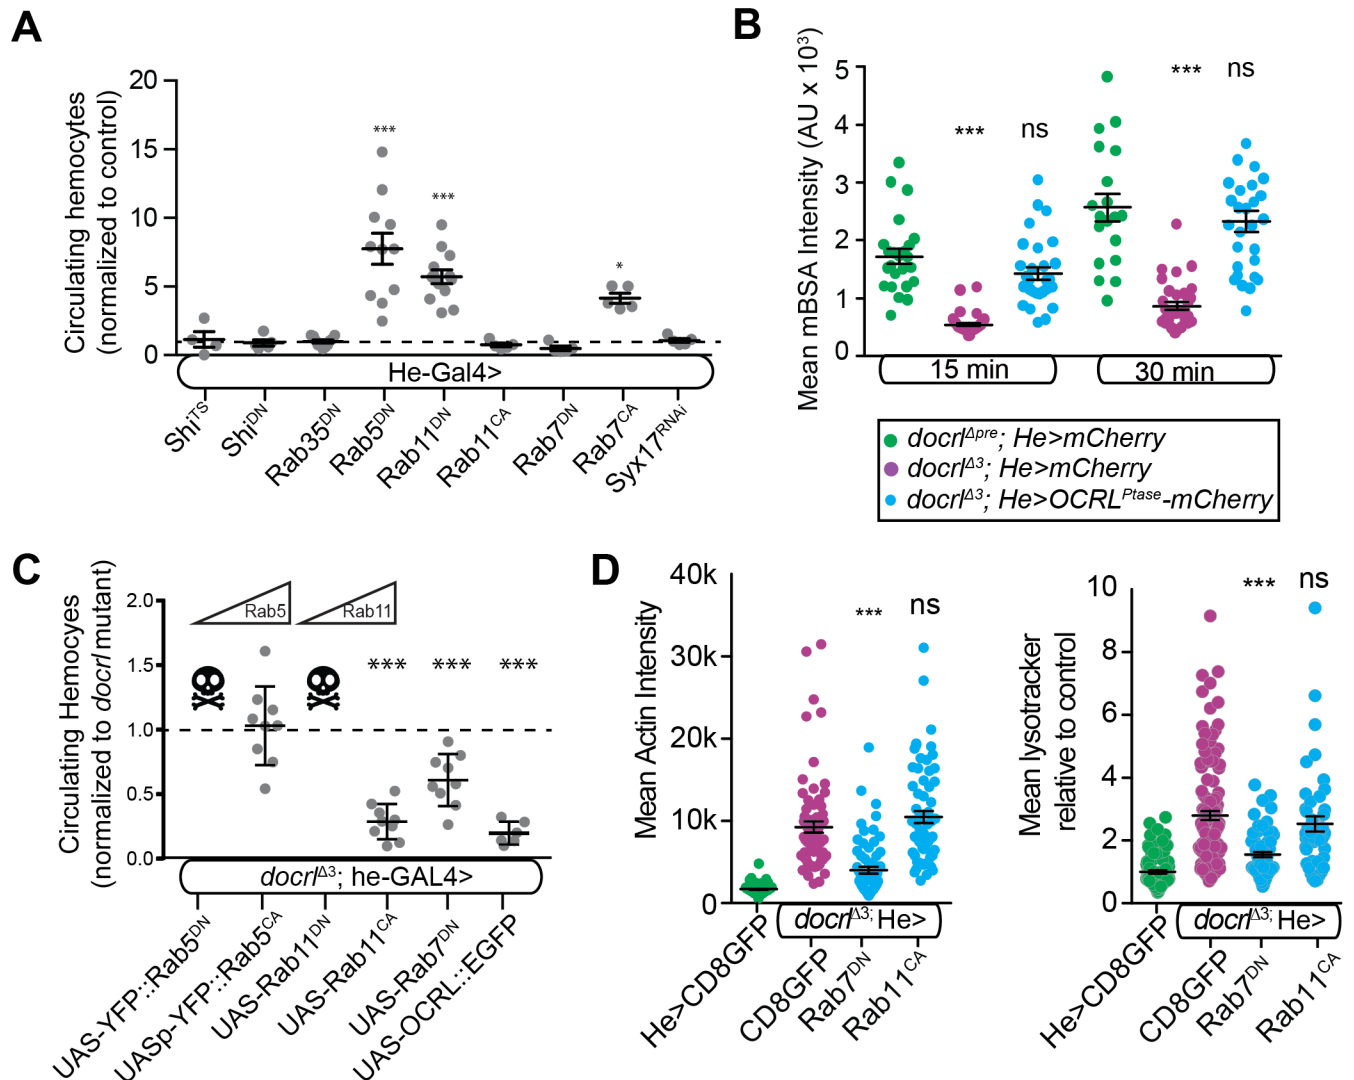 A
Circulating hemocytes
(normalized to control)
20
15
10
5
0
***
***
*
He-Gal4>
Shi^TS
Shi^DN
Rab35^DN
Rab5^DN
Rab11^DN
Rab11^CA
Rab7^DN
Rab7^CA
Syx17^RNAi
B
Mean mBSA Intensity (AU x 10³)
5
4
3
2
1
0
***
ns
***
ns
15 min
30 min
docrl^Δpre; He>mCherry
docrl^Δ3; He>mCherry
docrl^Δ3; He>OCRL^Ptase-mCherry
C
Circulating Hemocyes
(normalized to docrl mutant)
2.0
1.5
1.0
0.5
0.0
Rab5
Rab11
***
***
***
docrl^Δ3; he-GAL4>
UAS-YFP::Rab5^DN
UASp-YFP::Rab5^CA
UAS-Rab11^DN
UAS-Rab11^CA
UAS-Rab7^DN
UAS-OCRL::EGFP
D
Mean Actin Intensity
40k
30k
20k
10k
0
***
ns
docrl^Δ3; He>
He>CD8GFP
CD8GFP
Rab7^DN
Rab11^CA
Mean lysotracker
relative to control
10
8
6
4
2
0
***
ns
docrl^Δ3; He>
He>CD8GFP
CD8GFP
Rab7^DN
Rab11^CA